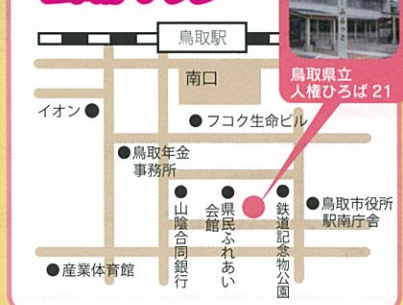 鳥取駅
南口
鳥取県立
人権ひろば 21
イオン
フコク生命ビル
鳥取年金
事務所
山陰合同銀行
県民ふれあい
会館
鉄道記念物公園
鳥取市役所
駅南庁舎
産業体育館